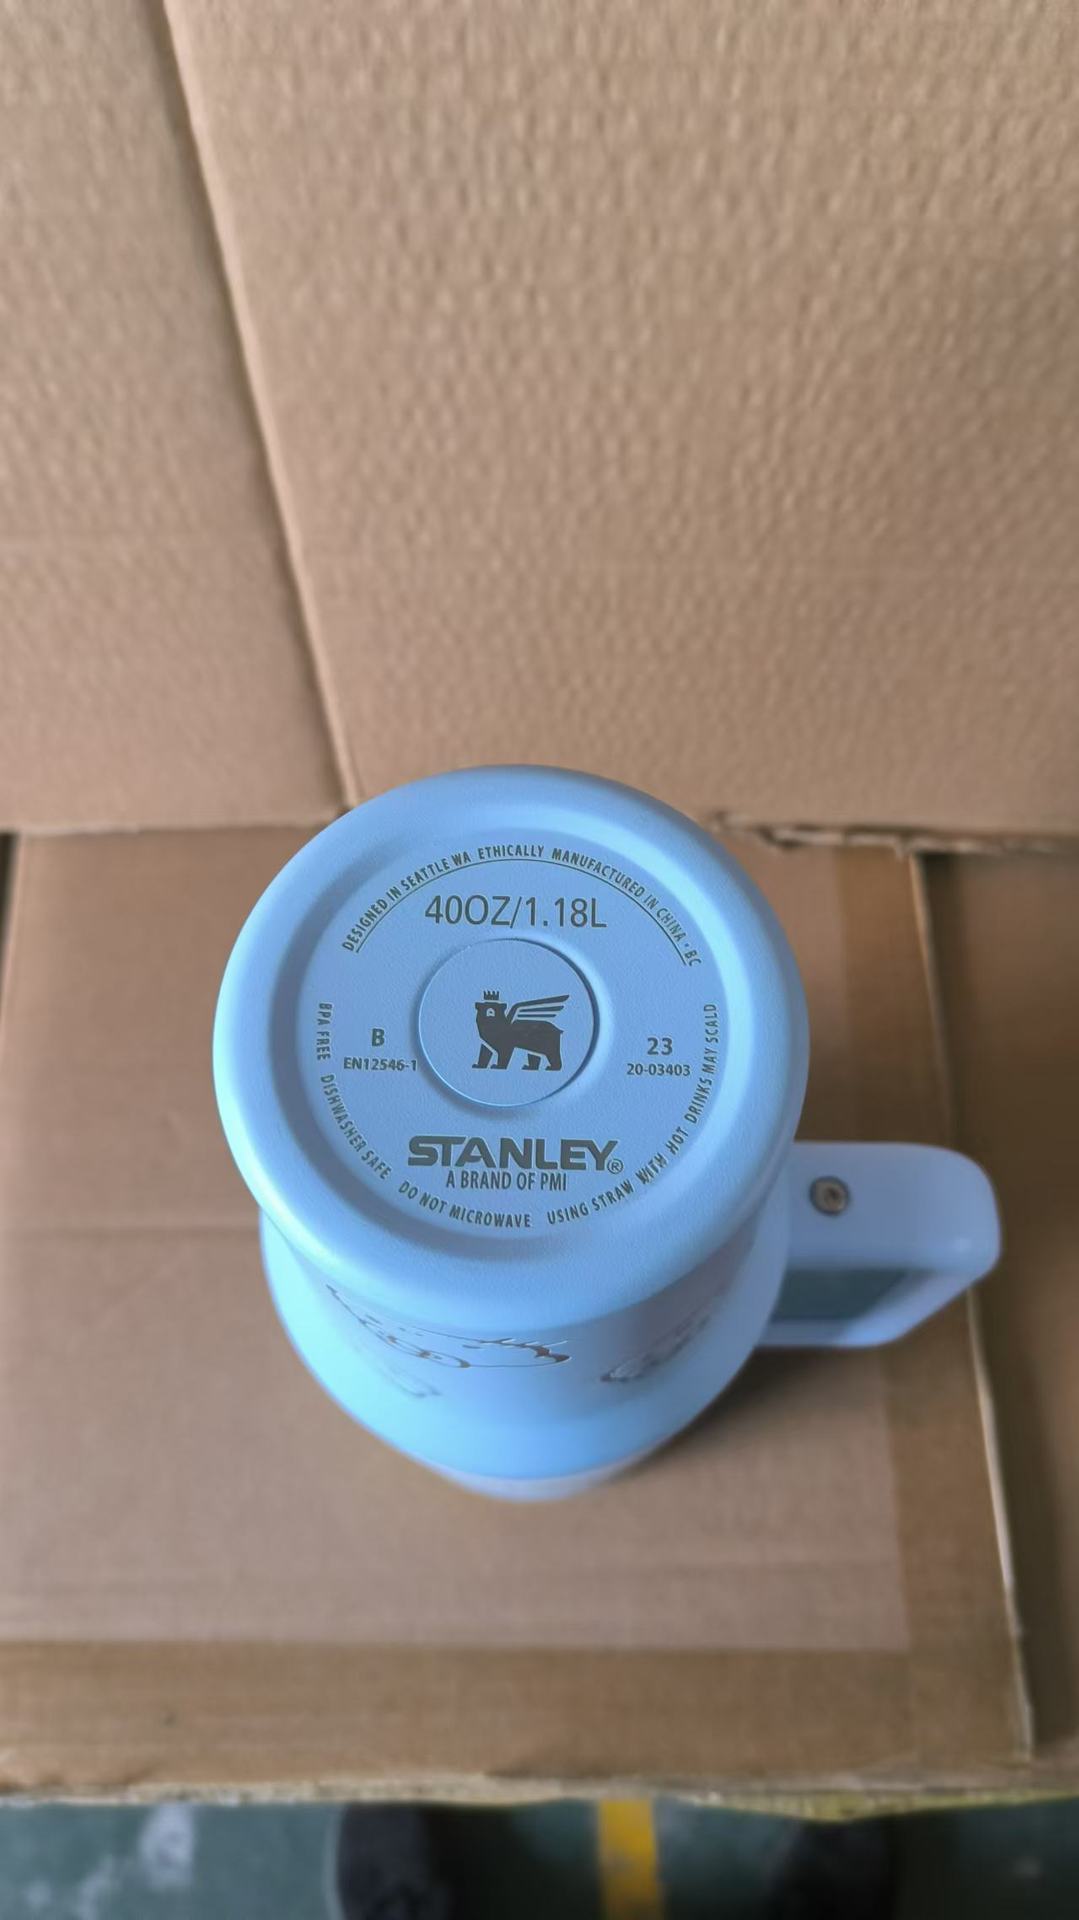 DESIGNED IN SEATTLE WA ETHICALLY MANUFACTURED IN CHINA · BC
40OZ/1.18L
B
EN12546-1
23
20-03403
STANLEY®
A BRAND OF PMI
BPA FREE DISHWASHER SAFE DO NOT MICROWAVE USING STRAW WITH HOT DRINKS MAY SCALD